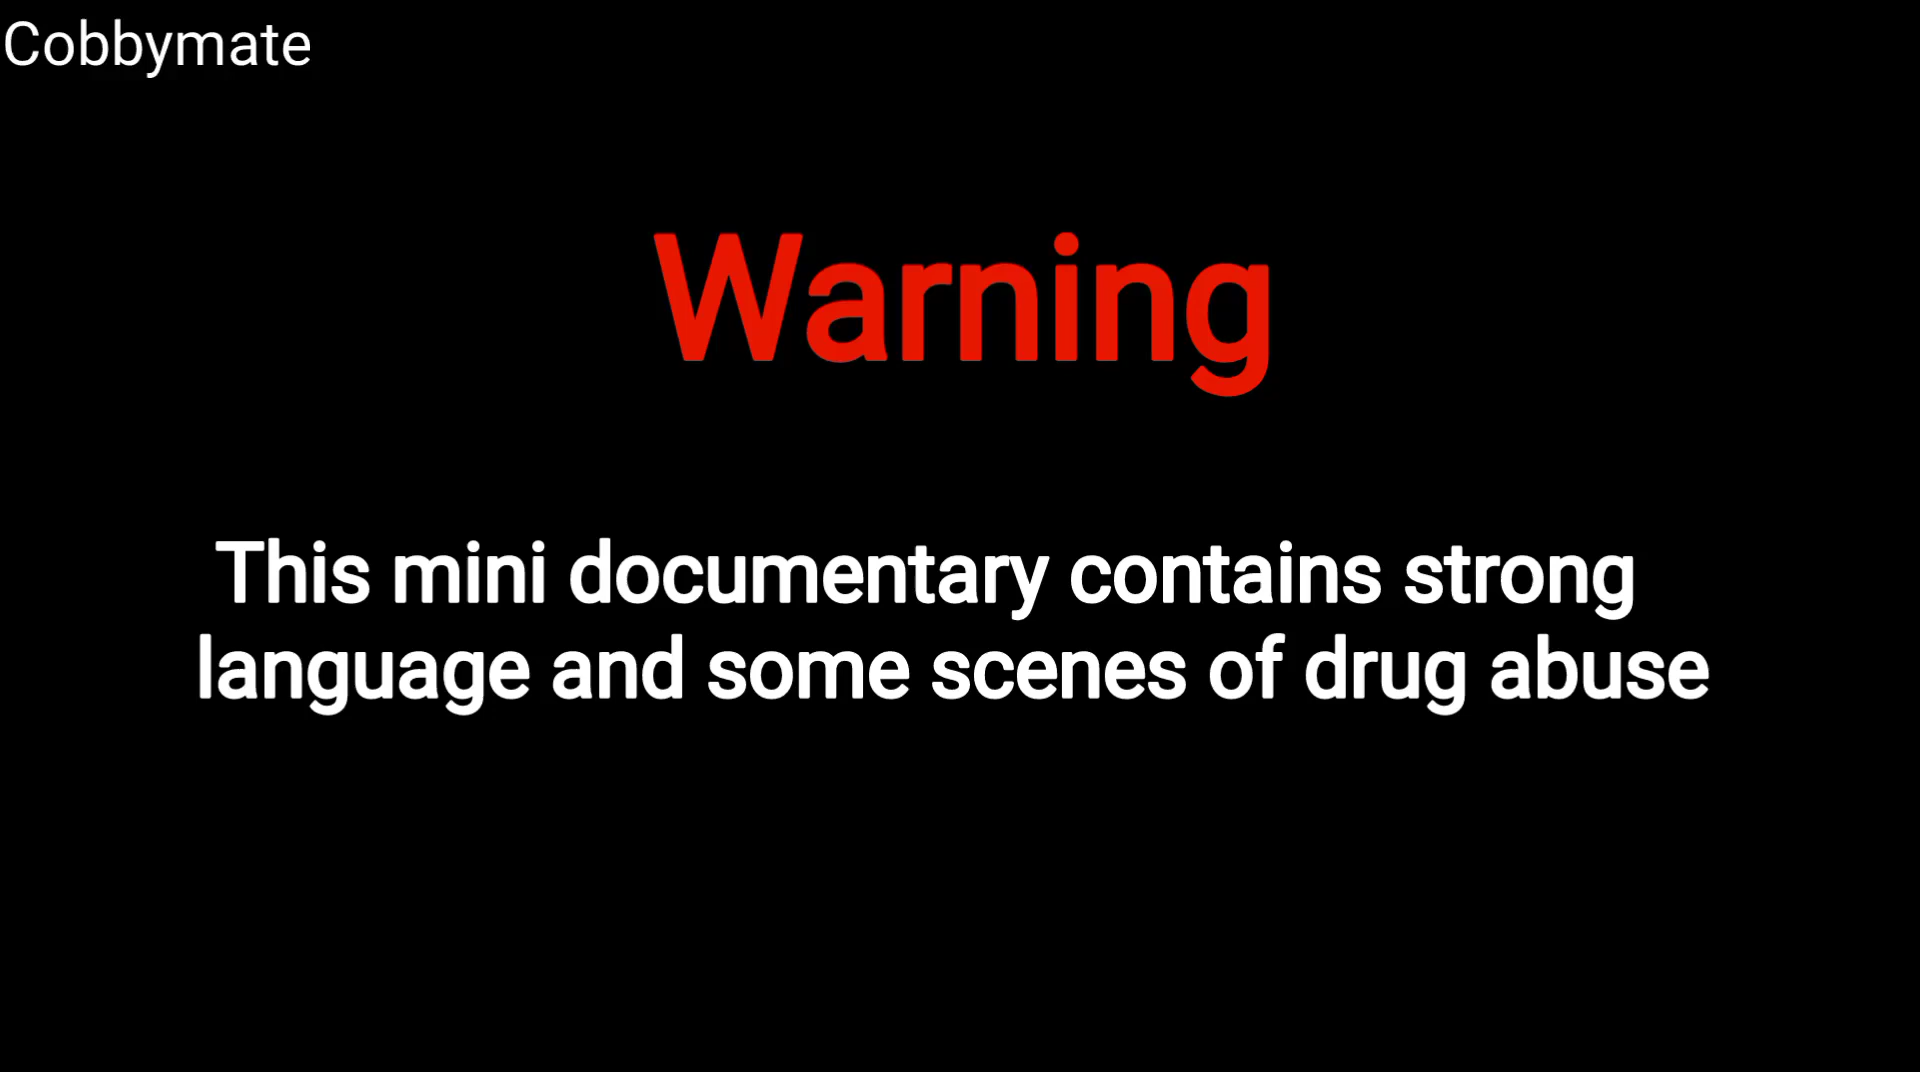 Cobbymate
Warning
This mini documentary contains strong
language and some scenes of drug abuse